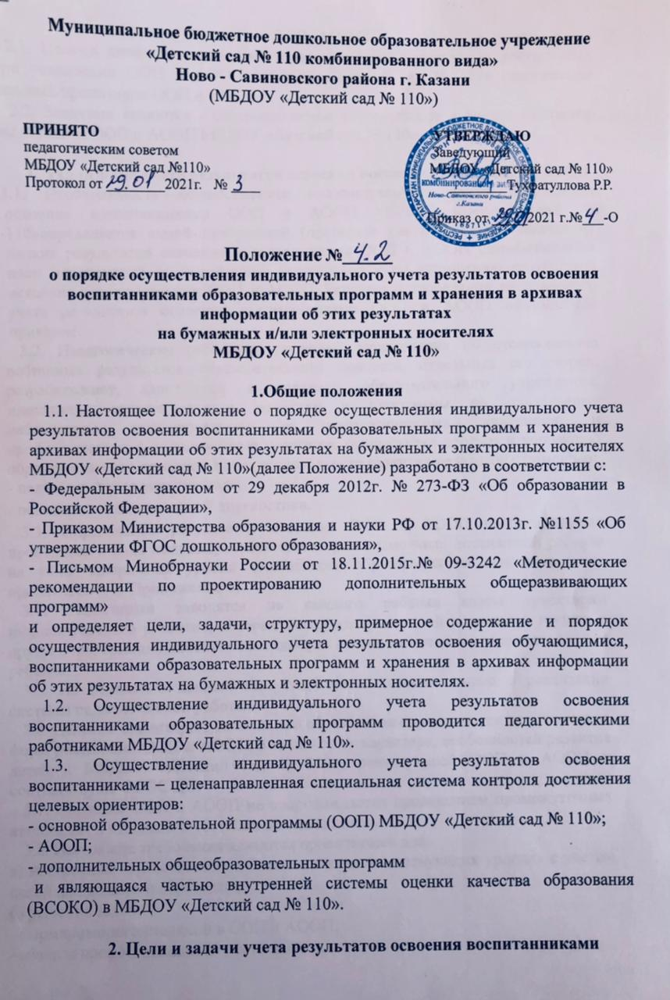 Муниципальное бюджетное дошкольное образовательное учреждение
«Детский сад № 110 комбинированного вида»
Ново - Савиновского района г. Казани
(МБДОУ «Детский сад № 110»)
ПРИНЯТО
педагогическим советом
МБДОУ «Детский сад №110»
Протокол от 29.01 2021г. № 3
УТВЕРЖДАЮ
Заведующий
МБДОУ «Детский сад № 110»
Тухфатуллова Р.Р.
Приказ от 2021 г.№ 4 -О
комбинированного
Ново-Савиновского района
г.Казани
Положение № 4.2
о порядке осуществления индивидуального учета результатов освоения
воспитанниками образовательных программ и хранения в архивах
информации об этих результатах
на бумажных и/или электронных носителях
МБДОУ «Детский сад № 110»
1.Общие положения
1.1. Настоящее Положение о порядке осуществления индивидуального учета
результатов освоения воспитанниками образовательных программ и хранения в
архивах информации об этих результатах на бумажных и электронных носителях
МБДОУ «Детский сад № 110»(далее Положение) разработано в соответствии с:
- Федеральным законом от 29 декабря 2012г. № 273-ФЗ «Об образовании в
Российской Федерации»,
- Приказом Министерства образования и науки РФ от 17.10.2013г. №1155 «Об
утверждении ФГОС дошкольного образования»,
- Письмом Минобрнауки России от 18.11.2015г.№ 09-3242 «Методические
рекомендации по проектированию дополнительных общеразвивающих
программ»
и определяет цели, задачи, структуру, примерное содержание и порядок
осуществления индивидуального учета результатов освоения обучающимися,
воспитанниками образовательных программ и хранения в архивах информации
об этих результатах на бумажных и электронных носителях.
1.2. Осуществление индивидуального учета результатов освоения
воспитанниками образовательных программ проводится педагогическими
работниками МБДОУ «Детский сад № 110».
1.3. Осуществление индивидуального учета результатов освоения
воспитанниками – целенаправленная специальная система контроля достижения
целевых ориентиров:
- основной образовательной программы (ООП) МБДОУ «Детский сад № 110»;
- АООП;
- дополнительных общеобразовательных программ
и являющаяся частью внутренней системы оценки качества образования
(ВСОКО) в МБДОУ «Детский сад № 110».
2. Цели и задачи учета результатов освоения воспитанниками